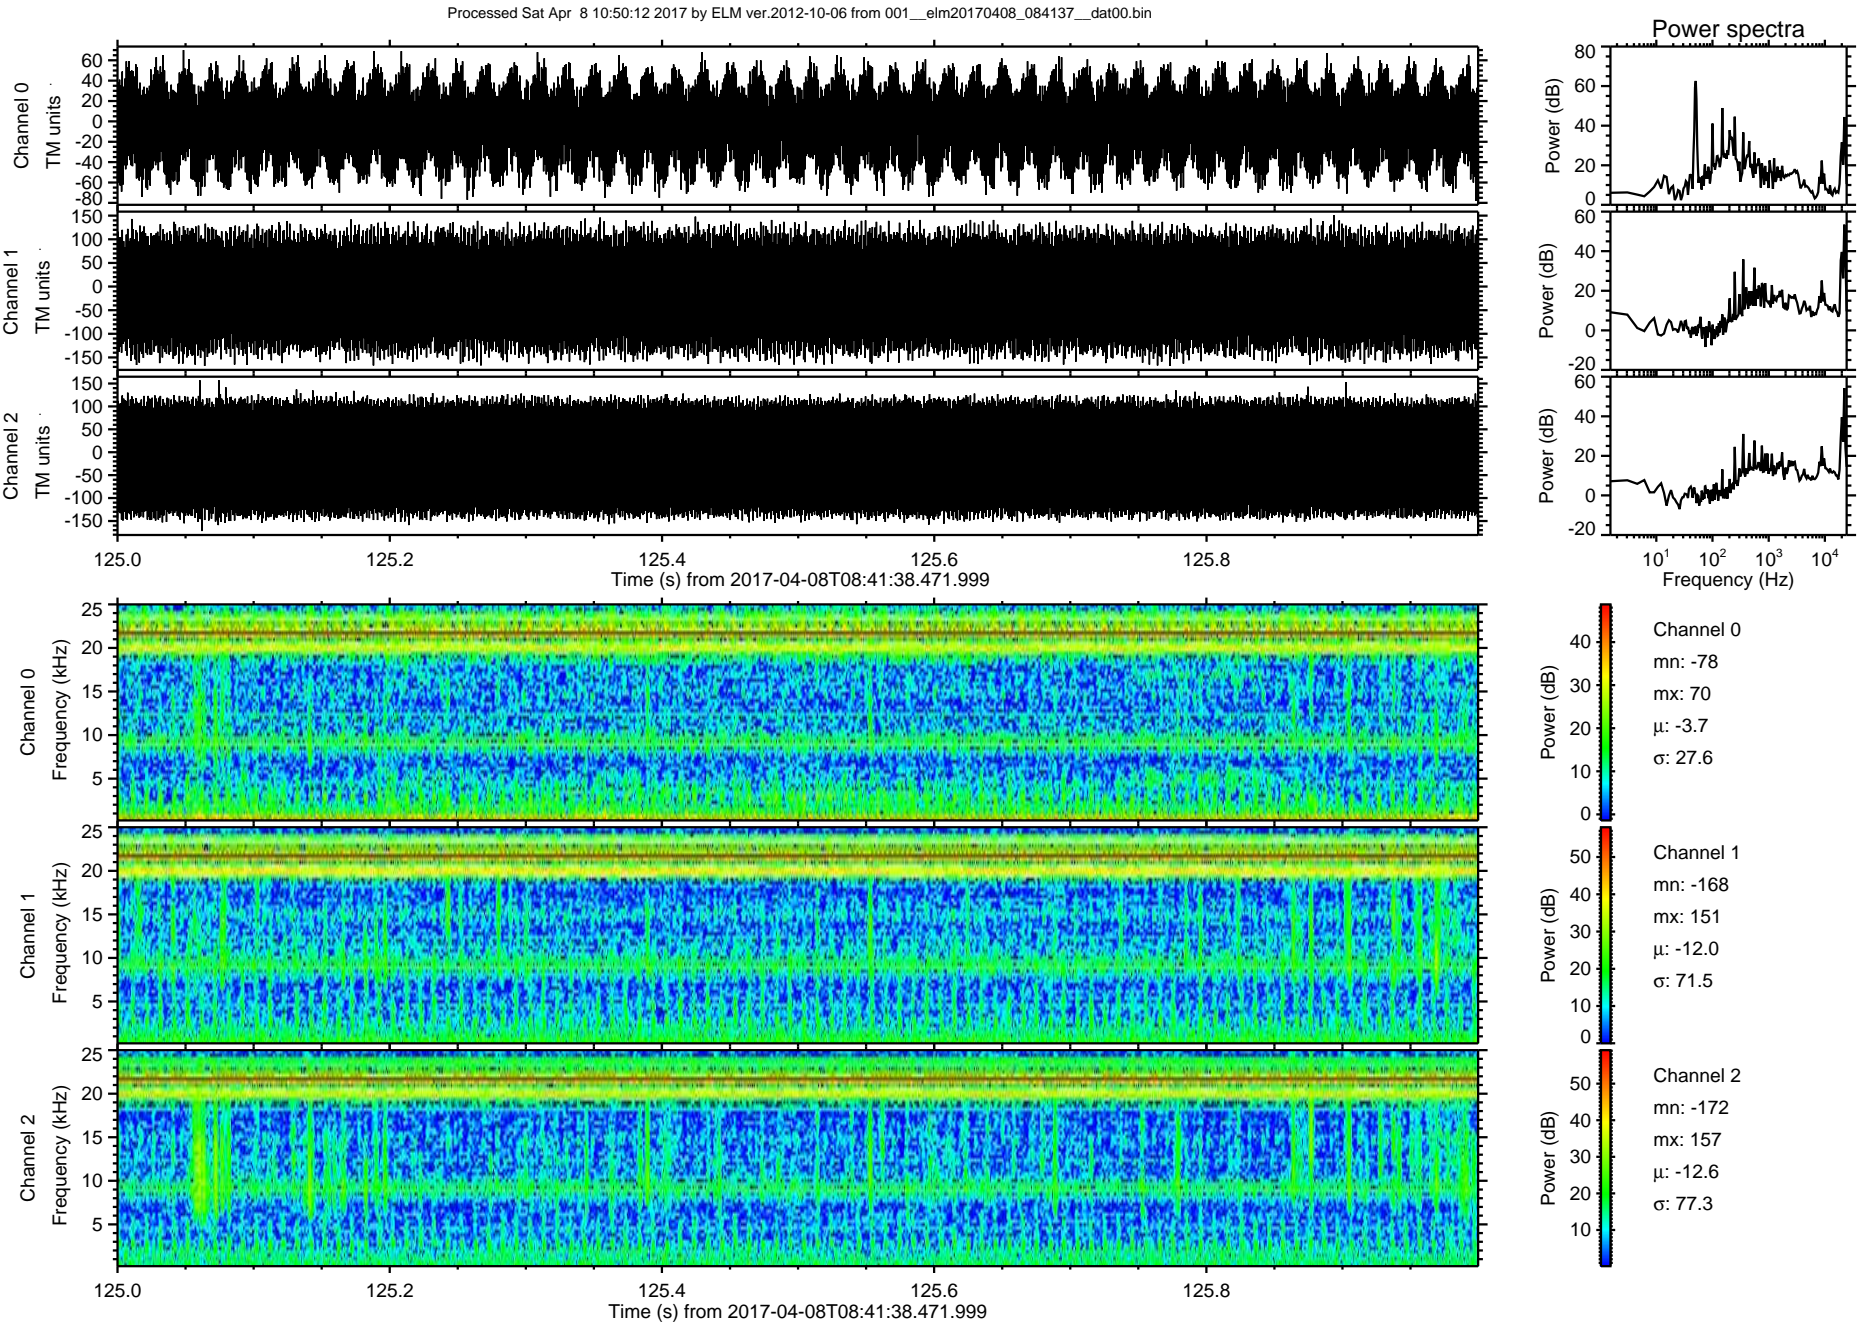 Processed Sat Apr  8 10:50:12 2017 by ELM ver.2012-10-06 from 001__elm20170408_084137__dat00.bin
Power spectra
Channel 0
TM units
60
40
20
0
-20
-40
-60
-80
Power (dB)
80
60
40
20
0
Channel 1
TM units
150
100
50
0
-50
-100
-150
Power (dB)
60
40
20
0
-20
Channel 2
TM units
150
100
50
0
-50
-100
-150
Power (dB)
60
40
20
0
-20
125.0 125.2 125.4 125.6 125.8
Time (s) from 2017-04-08T08:41:38.471.999
10¹ 10² 10³ 10⁴
Frequency (Hz)
Channel 0
Frequency (kHz)
25
20
15
10
5
Power (dB)
40
30
20
10
0
Channel 0
mn: -78
mx: 70
μ: -3.7
σ: 27.6
Channel 1
Frequency (kHz)
25
20
15
10
5
Power (dB)
50
40
30
20
10
0
Channel 1
mn: -168
mx: 151
μ: -12.0
σ: 71.5
Channel 2
Frequency (kHz)
25
20
15
10
5
Power (dB)
50
40
30
20
10
Channel 2
mn: -172
mx: 157
μ: -12.6
σ: 77.3
125.0 125.2 125.4 125.6 125.8
Time (s) from 2017-04-08T08:41:38.471.999